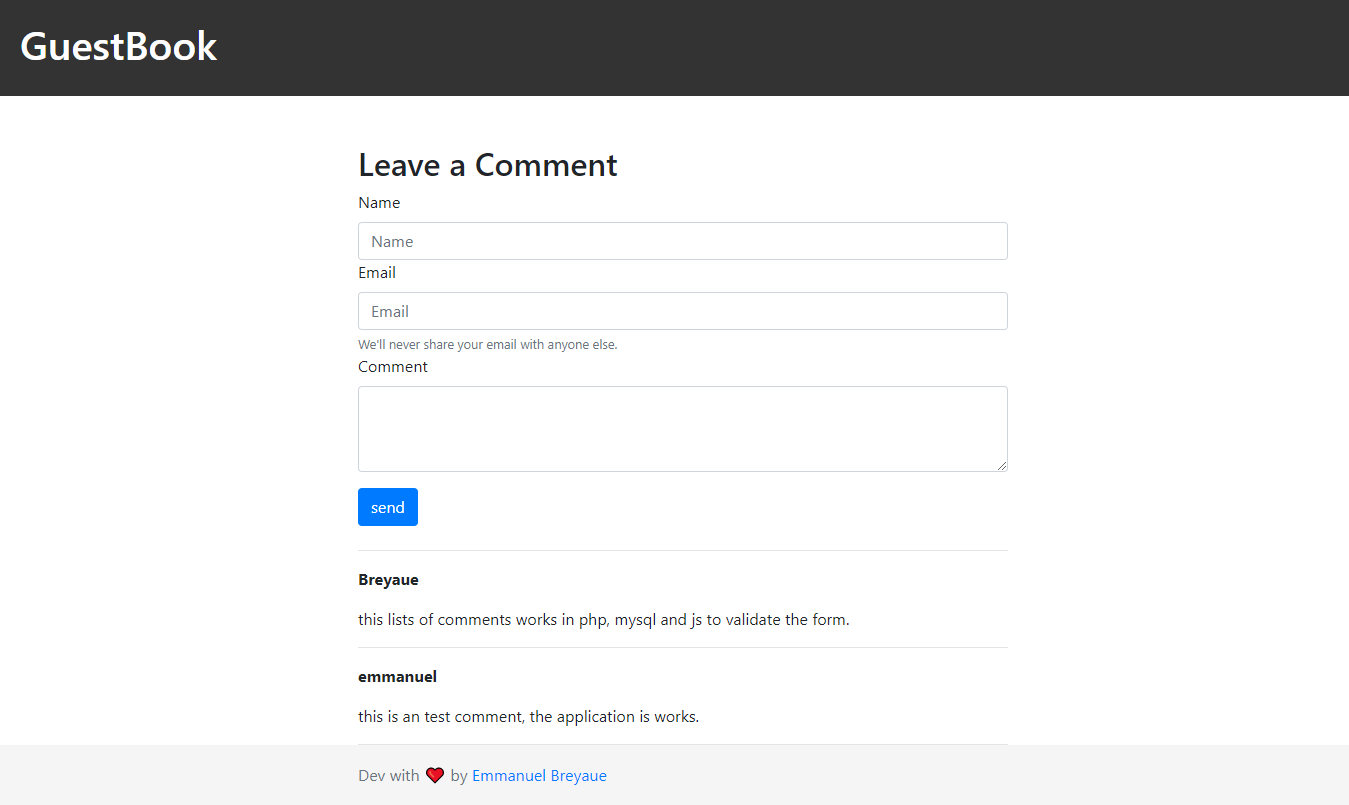 GuestBook
Leave a Comment
Name
Name
Email
Email
We'll never share your email with anyone else.
Comment
send
Breyaue
this lists of comments works in php, mysql and js to validate the form.
emmanuel
this is an test comment, the application is works.
Dev with ❤ by Emmanuel Breyaue